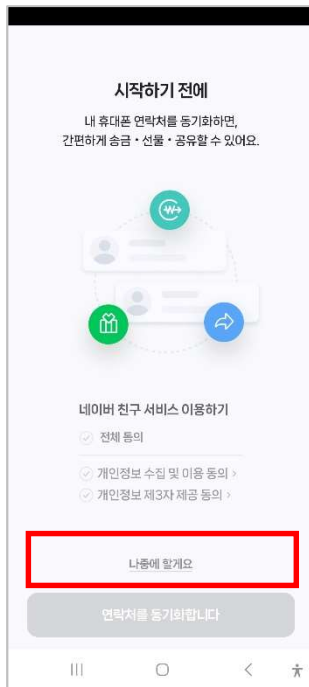 시작하기 전에
내 휴대폰 연락처를 동기화하면,
간편하게 송금・선물・공유할 수 있어요.
네이버 친구 서비스 이용하기
전체 동의
개인정보 수집 및 이용 동의 >
개인정보 제3자 제공 동의 >
나중에 할게요
연락처를 동기화합니다